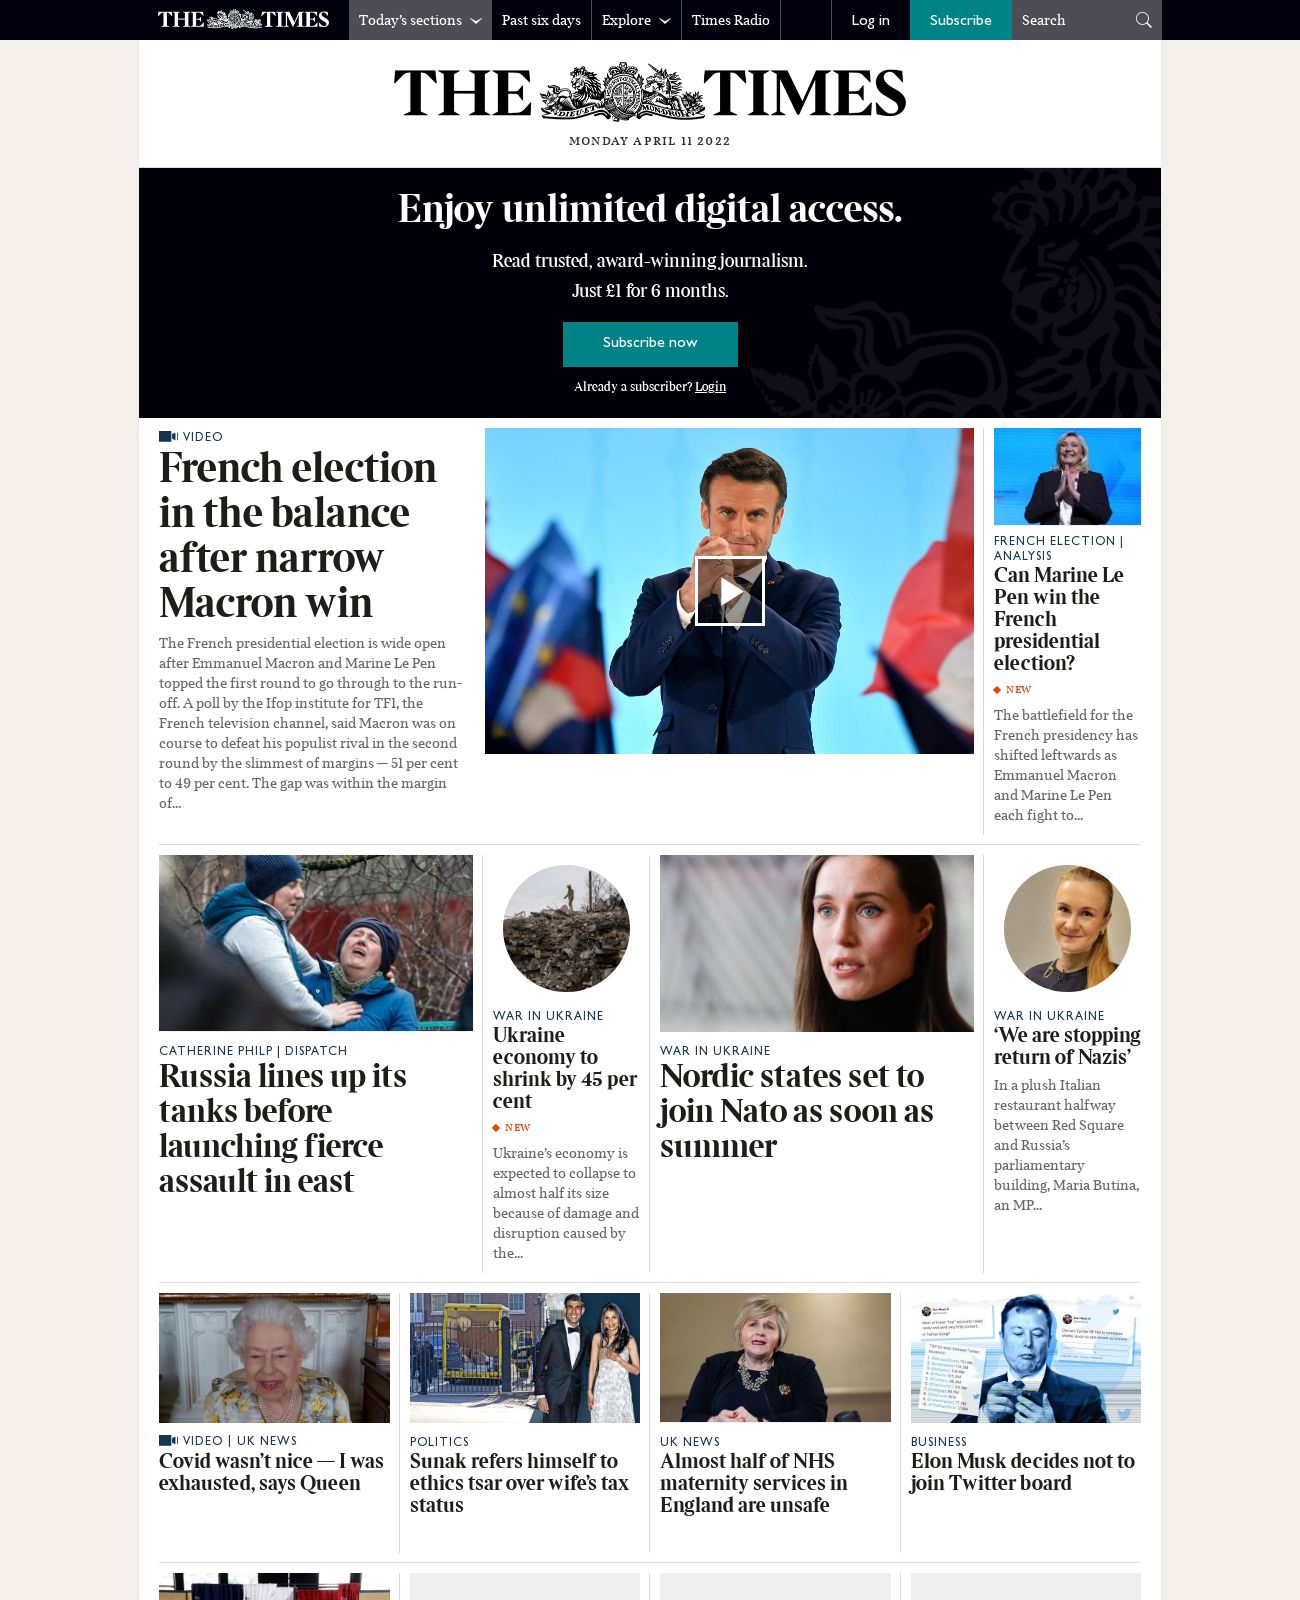 THE TIMES
Today's sections
Past six days
Explore
Times Radio
Log in
Subscribe
Search
THE TIMES
DIEU ET MON DROIT
MONDAY APRIL 11 2022
Enjoy unlimited digital access.
Read trusted, award-winning journalism.
Just £1 for 6 months.
Subscribe now
Already a subscriber? Login
VIDEO
French election
in the balance
after narrow
Macron win
The French presidential election is wide open
after Emmanuel Macron and Marine Le Pen
topped the first round to go through to the run-
off. A poll by the Ifop institute for TF1, the
French television channel, said Macron was on
course to defeat his populist rival in the second
round by the slimmest of margins — 51 per cent
to 49 per cent. The gap was within the margin
of...
FRENCH ELECTION |
ANALYSIS
Can Marine Le
Pen win the
French
presidential
election?
NEW
The battlefield for the
French presidency has
shifted leftwards as
Emmanuel Macron
and Marine Le Pen
each fight to...
CATHERINE PHILP | DISPATCH
Russia lines up its
tanks before
launching fierce
assault in east
WAR IN UKRAINE
Ukraine
economy to
shrink by 45 per
cent
NEW
Ukraine's economy is
expected to collapse to
almost half its size
because of damage and
disruption caused by
the...
WAR IN UKRAINE
Nordic states set to
join Nato as soon as
summer
WAR IN UKRAINE
‘We are stopping
return of Nazis’
In a plush Italian
restaurant halfway
between Red Square
and Russia's
parliamentary
building, Maria Butina,
an MP...
VIDEO | UK NEWS
Covid wasn't nice — I was
exhausted, says Queen
POLITICS
Sunak refers himself to
ethics tsar over wife's tax
status
UK NEWS
Almost half of NHS
maternity services in
England are unsafe
BUSINESS
Elon Musk decides not to
join Twitter board